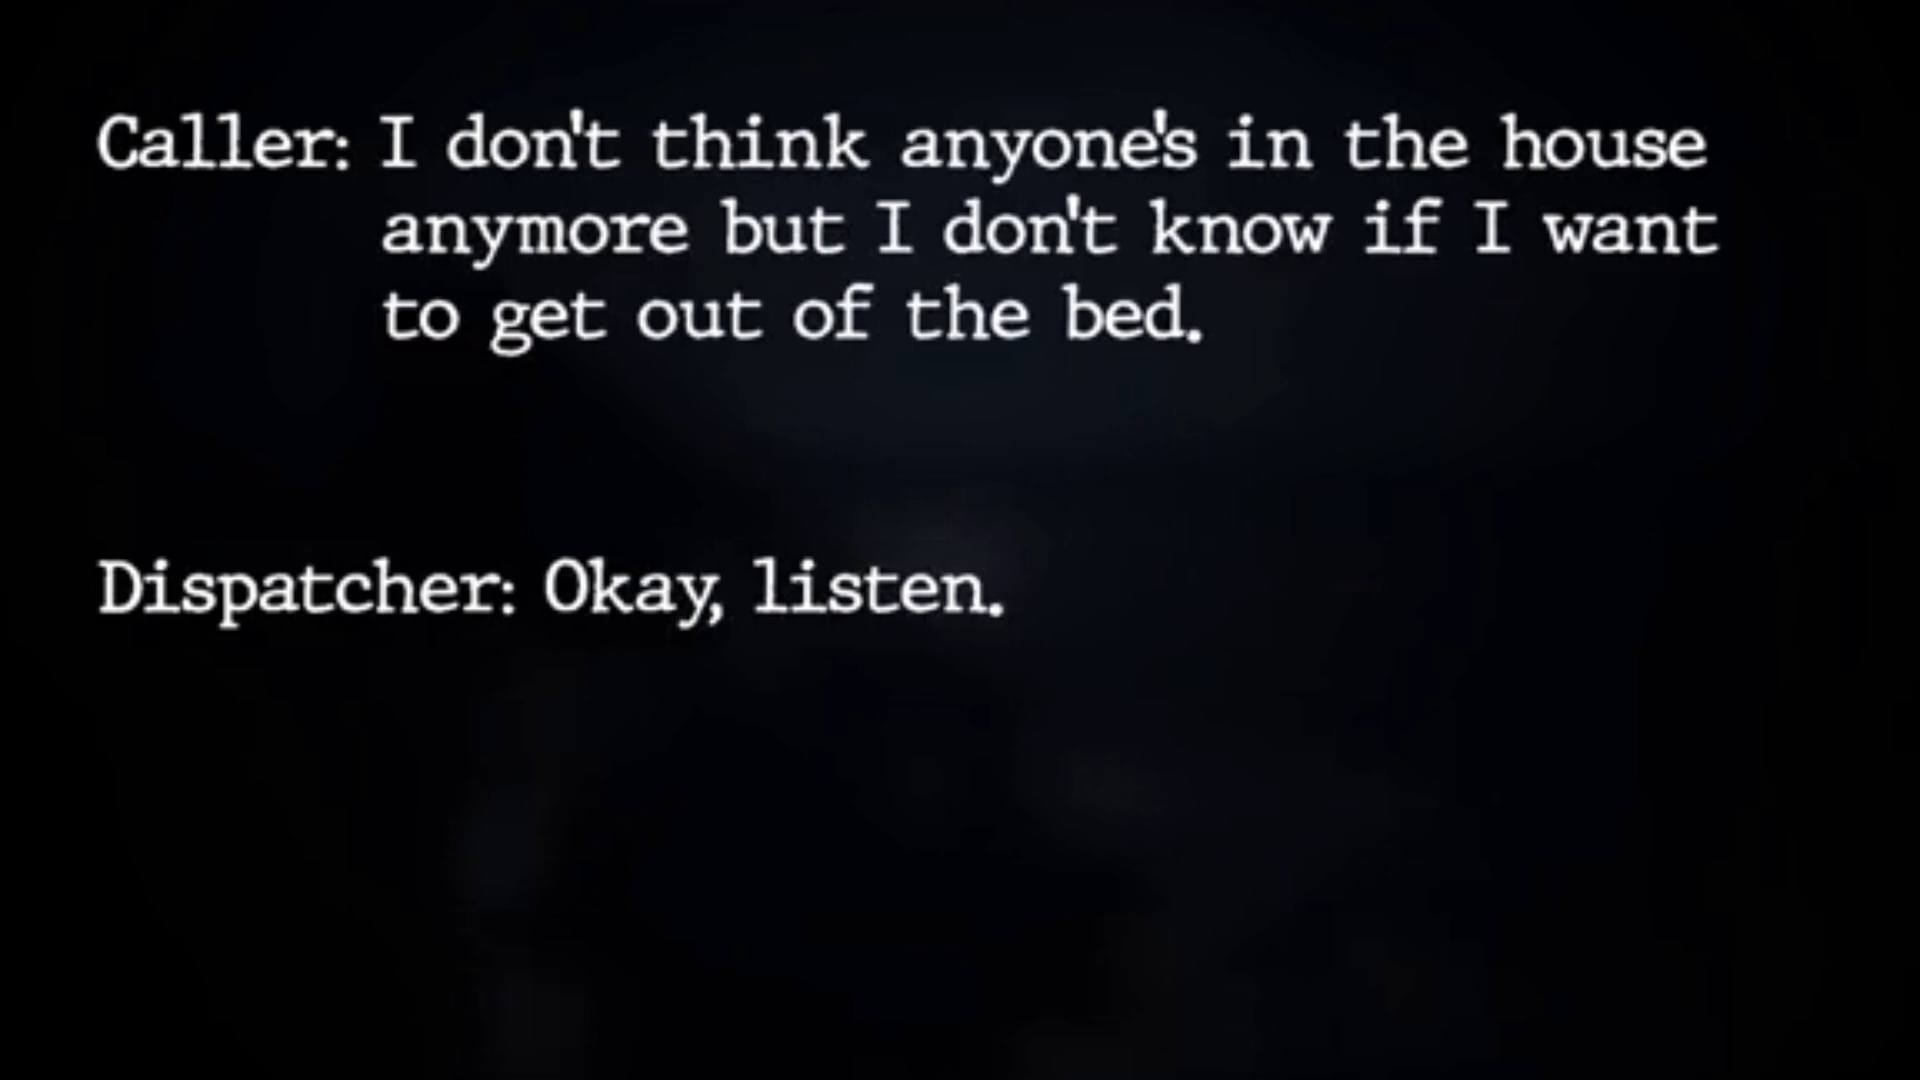 Caller: I don't think anyone's in the house
anymore but I don't know if I want
to get out of the bed.
Dispatcher: Okay, listen.